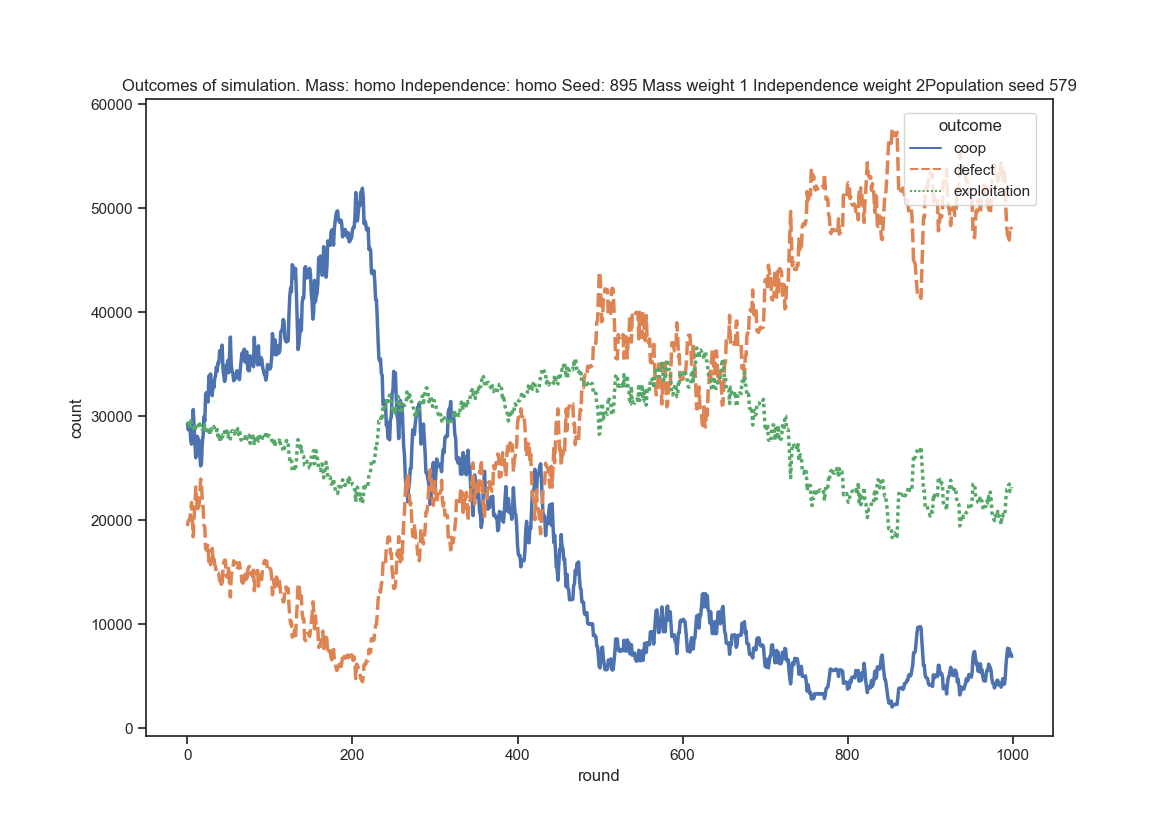 Outcomes of simulation. Mass: homo Independence: homo Seed: 895 Mass weight 1 Independence weight 2Population seed 579
60000
50000
40000
30000
20000
10000
0
count
outcome
coop
defect
exploitation
0 200 400 600 800 1000
round